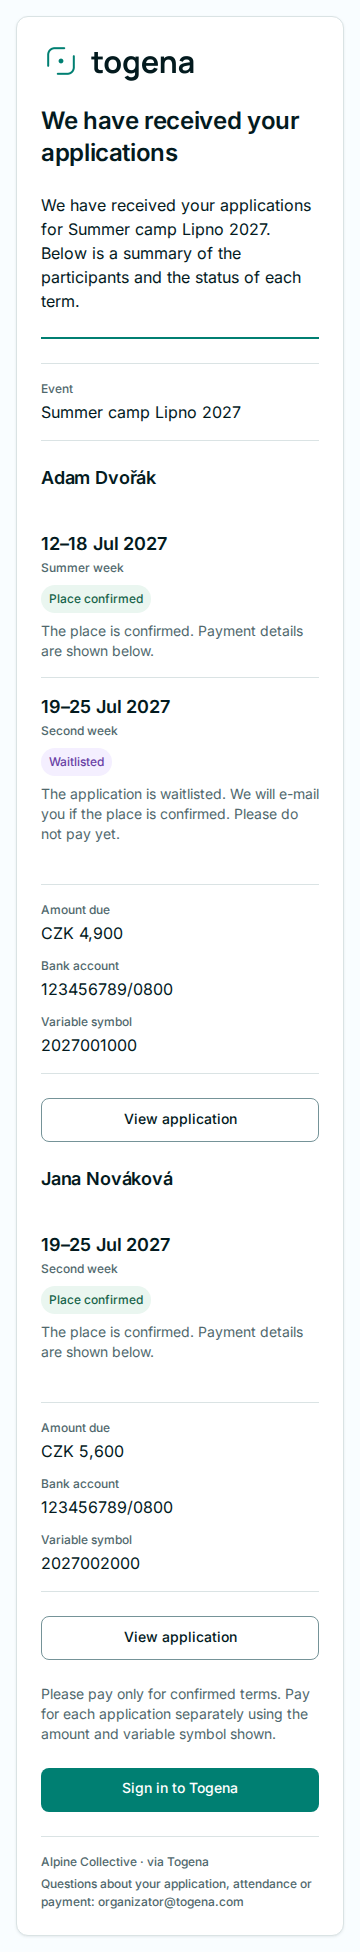 togena
We have received your
applications
We have received your applications
for Summer camp Lipno 2027.
Below is a summary of the
participants and the status of each
term.
Event
Summer camp Lipno 2027
Adam Dvořák
12–18 Jul 2027
Summer week
Place confirmed
The place is confirmed. Payment details
are shown below.
19–25 Jul 2027
Second week
Waitlisted
The application is waitlisted. We will e-mail
you if the place is confirmed. Please do
not pay yet.
Amount due
CZK 4,900
Bank account
123456789/0800
Variable symbol
2027001000
View application
Jana Nováková
19–25 Jul 2027
Second week
Place confirmed
The place is confirmed. Payment details
are shown below.
Amount due
CZK 5,600
Bank account
123456789/0800
Variable symbol
2027002000
View application
Please pay only for confirmed terms. Pay
for each application separately using the
amount and variable symbol shown.
Sign in to Togena
Alpine Collective · via Togena
Questions about your application, attendance or
payment: organizator@togena.com